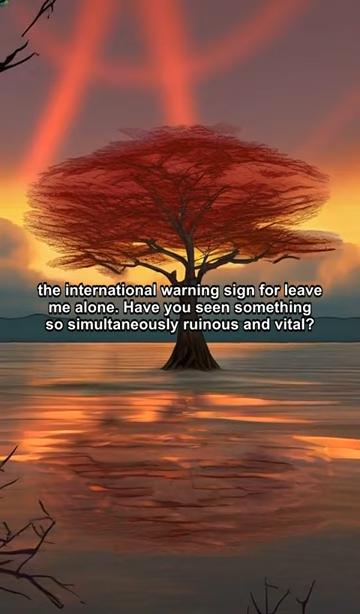 the international warning sign for leave
me alone. Have you seen something
so simultaneously ruinous and vital?